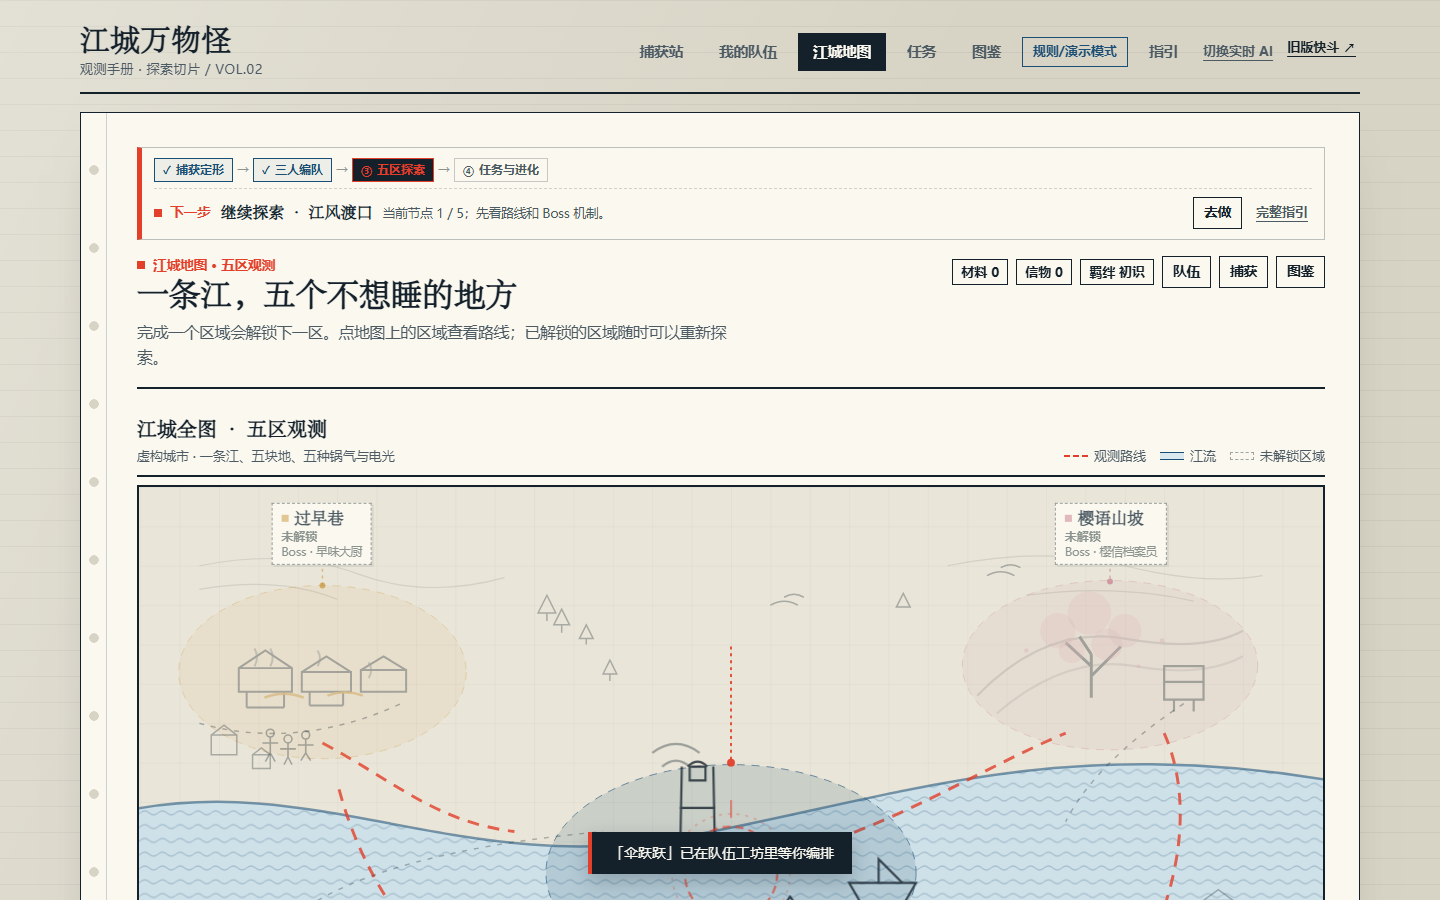 江城万物怪
观测手册 · 探索切片 / VOL.02
捕获站 我的队伍 江城地图 任务 图鉴 规则/演示模式 指引 切换实时 AI 旧版快斗 ↗
✓ 捕获定形 → ✓ 三人编队 → ③ 五区探索 → ④ 任务与进化
下一步 继续探索 · 江风渡口 当前节点 1 / 5；先看路线和 Boss 机制。 去做 完整指引
江城地图 • 五区观测
材料 0 信物 0 羁绊 初识 队伍 捕获 图鉴
一条江，五个不想睡的地方
完成一个区域会解锁下一区。点地图上的区域查看路线；已解锁的区域随时可以重新探
索。
江城全图 · 五区观测
虚构城市 · 一条江、五块地、五种锅气与电光
观测路线 江流 未解锁区域
过早巷
未解锁
Boss · 早味大厨
樱语山坡
未解锁
Boss · 樱信档案员
「伞跃跃」已在队伍工坊里等你编排